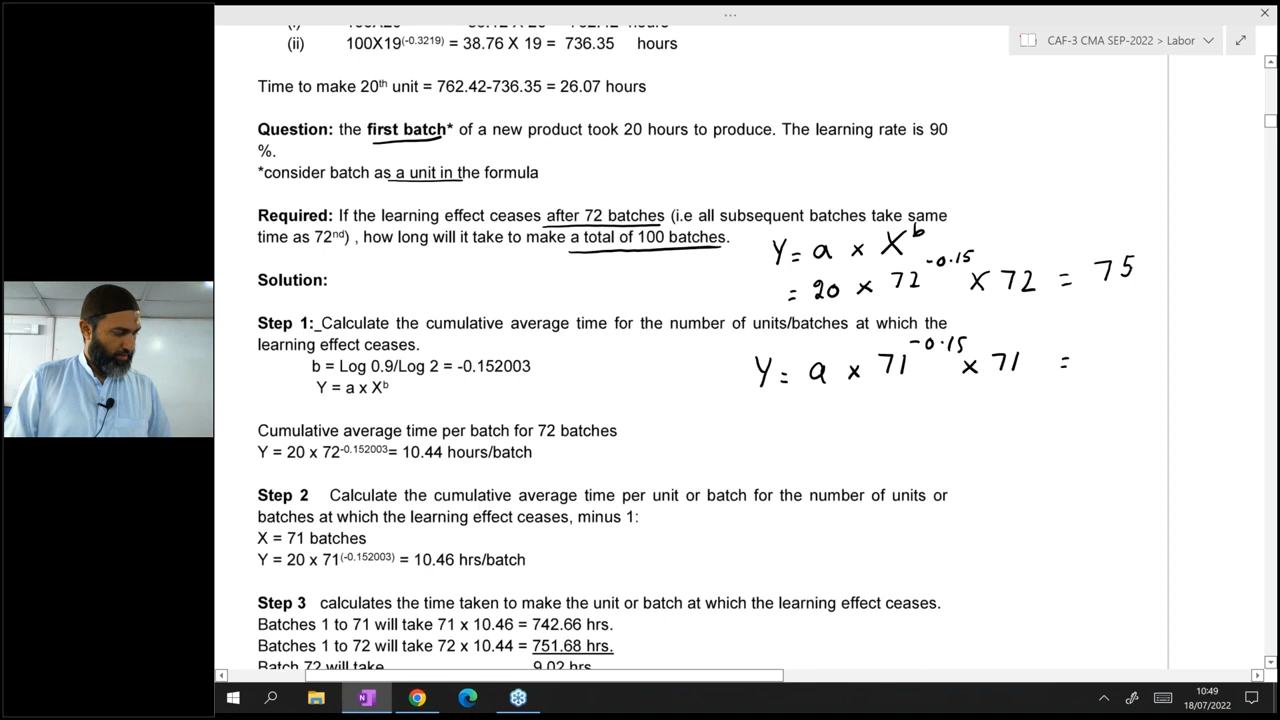 CAF-3 CMA SEP-2022 > Labor
(ii) 100X19(-0.3219) = 38.76 X 19 = 736.35 hours
Time to make 20th unit = 762.42-736.35 = 26.07 hours
Question: the first batch* of a new product took 20 hours to produce. The learning rate is 90
%.
*consider batch as a unit in the formula
Required: If the learning effect ceases after 72 batches (i.e all subsequent batches take same
time as 72nd) , how long will it take to make a total of 100 batches.
Y = a × X^b
= 20 × 72^-0.15 × 72 = 75
Solution:
Step 1: Calculate the cumulative average time for the number of units/batches at which the
learning effect ceases.
Y = a × 71^-0.15 × 71 =
b = Log 0.9/Log 2 = -0.152003
Y = a x Xb
Cumulative average time per batch for 72 batches
Y = 20 x 72-0.152003= 10.44 hours/batch
Step 2 Calculate the cumulative average time per unit or batch for the number of units or
batches at which the learning effect ceases, minus 1:
X = 71 batches
Y = 20 x 71(-0.152003) = 10.46 hrs/batch
Step 3 calculates the time taken to make the unit or batch at which the learning effect ceases.
Batches 1 to 71 will take 71 x 10.46 = 742.66 hrs.
Batches 1 to 72 will take 72 x 10.44 = 751.68 hrs.
Batch 72 will take 9.02 hrs
10:49
18/07/2022